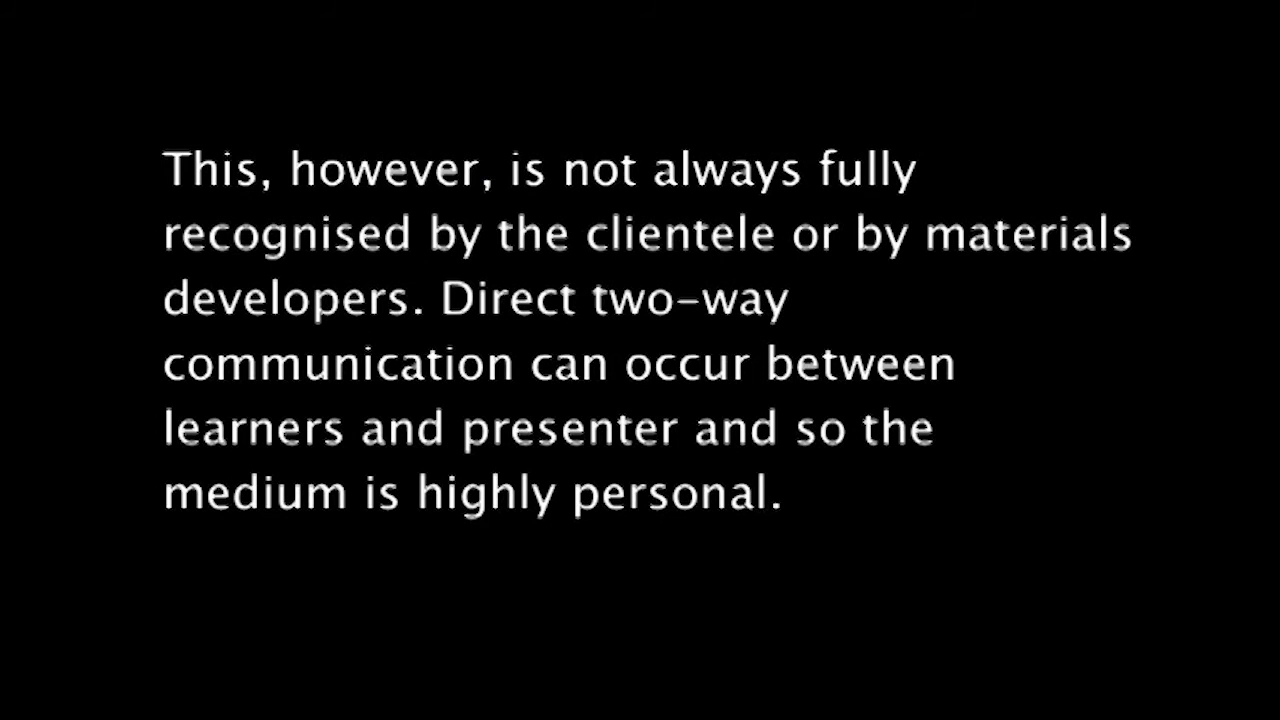 This, however, is not always fully
recognised by the clientele or by materials
developers. Direct two-way
communication can occur between
learners and presenter and so the
medium is highly personal.